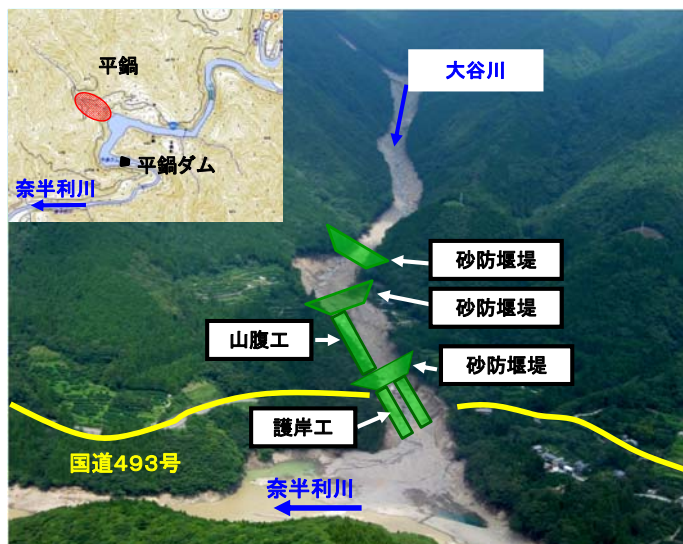 平鍋
平鍋ダム
奈半利川
大谷川
砂防堰堤
砂防堰堤
山腹工
砂防堰堤
護岸工
国道493号
奈半利川